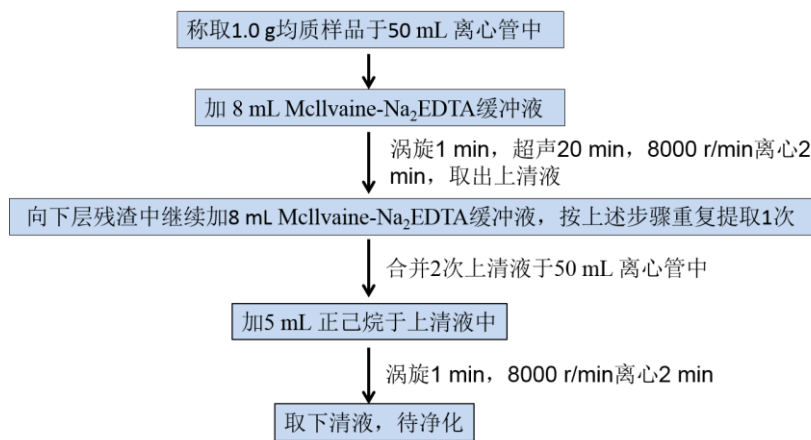 称取1.0 g均质样品于50 mL 离心管中
加 8 mL Mcllvaine-Na₂EDTA缓冲液
涡旋1 min，超声20 min，8000 r/min离心2
min，取出上清液
向下层残渣中继续加8 mL Mcllvaine-Na₂EDTA缓冲液，按上述步骤重复提取1次
合并2次上清液于50 mL 离心管中
加5 mL 正己烷于上清液中
涡旋1 min，8000 r/min离心2 min
取下清液，待净化